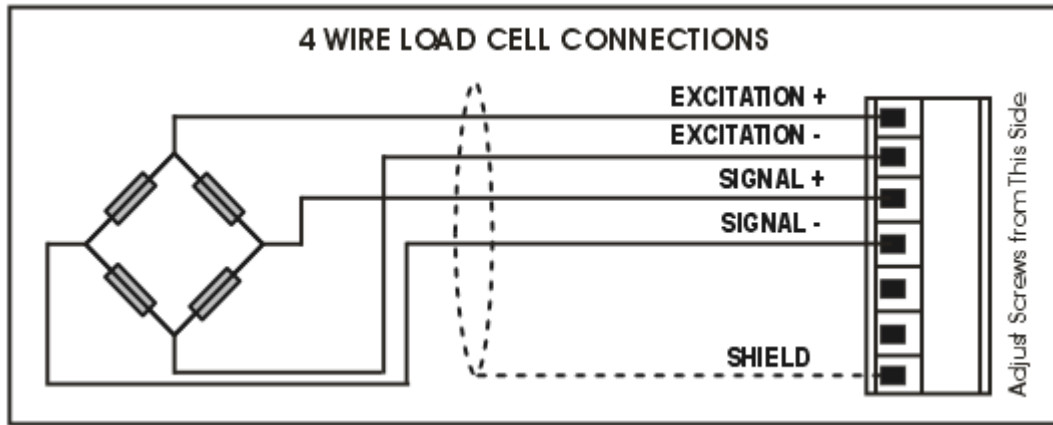 4 WIRE LOAD CELL CONNECTIONS
EXCITATION +
EXCITATION -
SIGNAL +
SIGNAL -
SHIELD
Adjust Screws from This Side